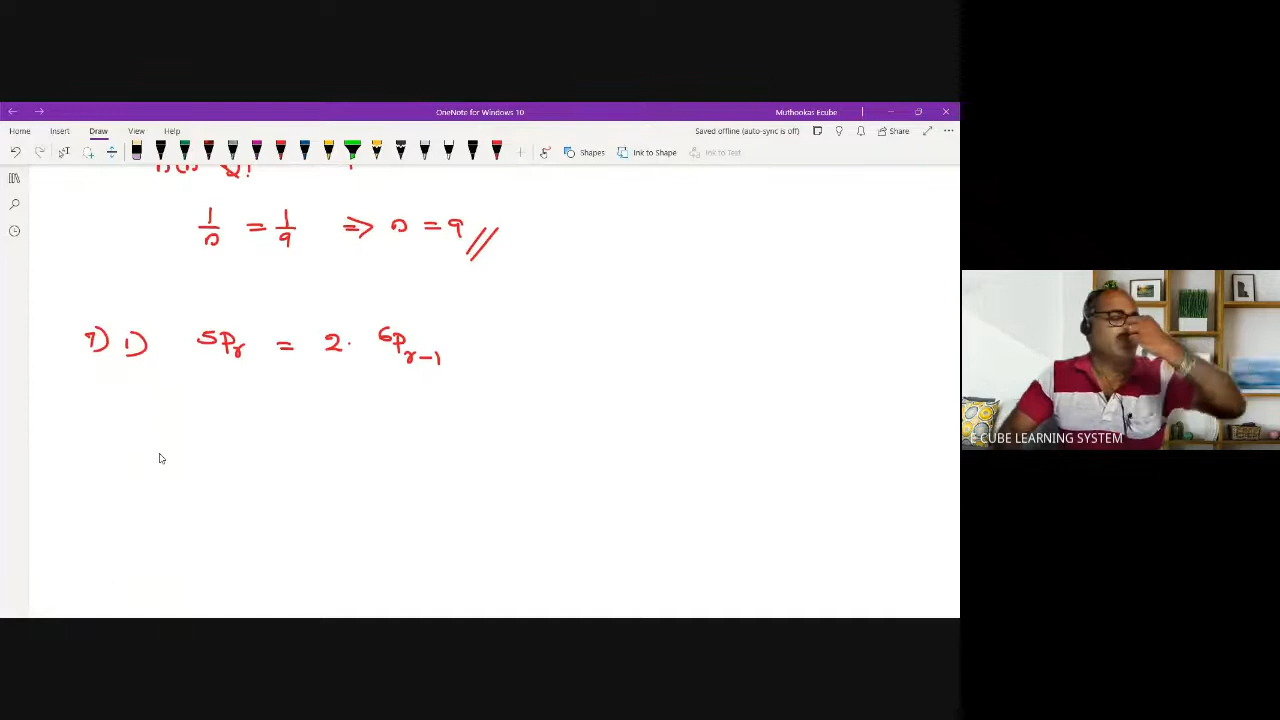 OneNote for Windows 10
Muthookas Ecube
Home Insert Draw View Help
Saved offline (auto-sync is off) Share
Shapes Ink to Shape Ink to Text
1/n = 1/9 ⇒ n = 9 //
7) 1) 5Pr = 2 · 6Pr-1
E CUBE LEARNING SYSTEM